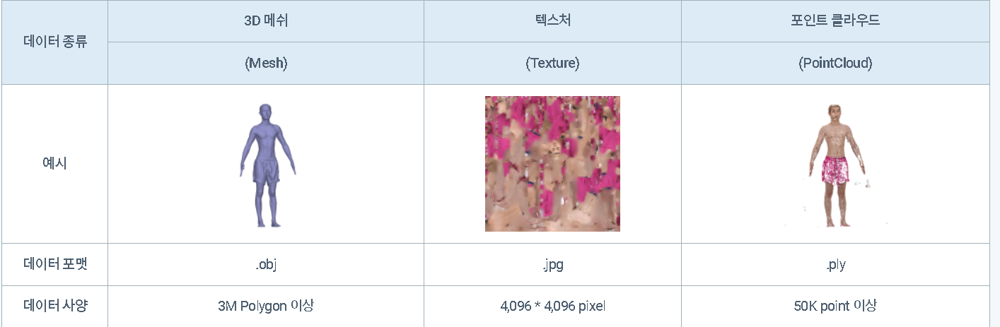 데이터 종류
3D 메쉬
텍스처
포인트 클라우드
(Mesh)
(Texture)
(PointCloud)
예시
데이터 포맷
.obj
.jpg
.ply
데이터 사양
3M Polygon 이상
4,096 * 4,096 pixel
50K point 이상